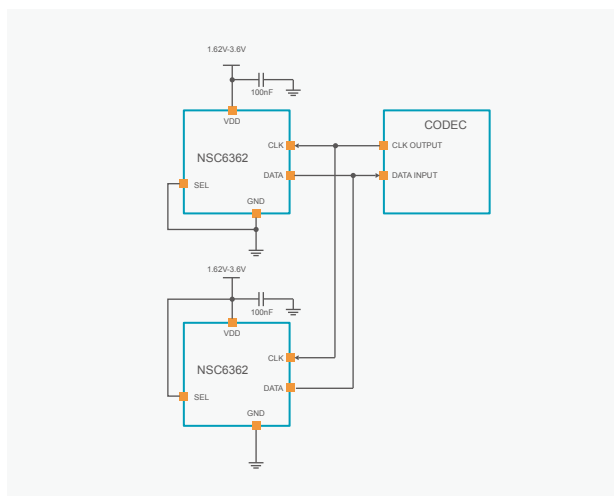 1.62V-3.6V
100nF
VDD
CODEC
CLK
CLK OUTPUT
NSC6362
DATA
DATA INPUT
SEL
GND
1.62V-3.6V
100nF
VDD
CLK
NSC6362
DATA
SEL
GND